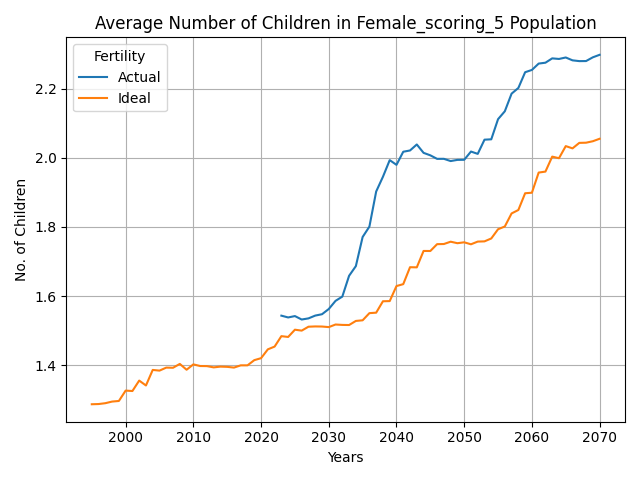 Average Number of Children in Female_scoring_5 Population
Fertility
Actual
Ideal
No. of Children
2.2
2.0
1.8
1.6
1.4
2000 2010 2020 2030 2040 2050 2060 2070
Years